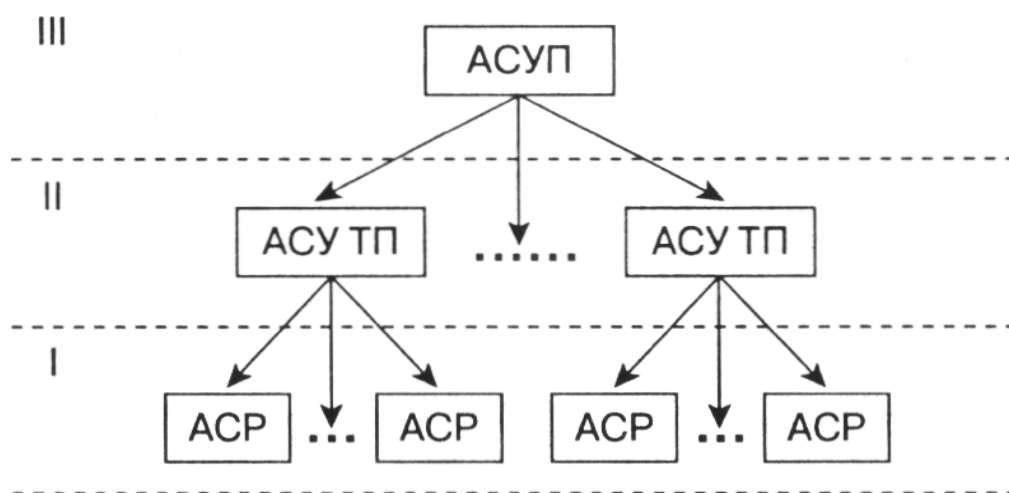 III
АСУП
II
АСУ ТП ...... АСУ ТП
I
АСР ... АСР АСР ... АСР